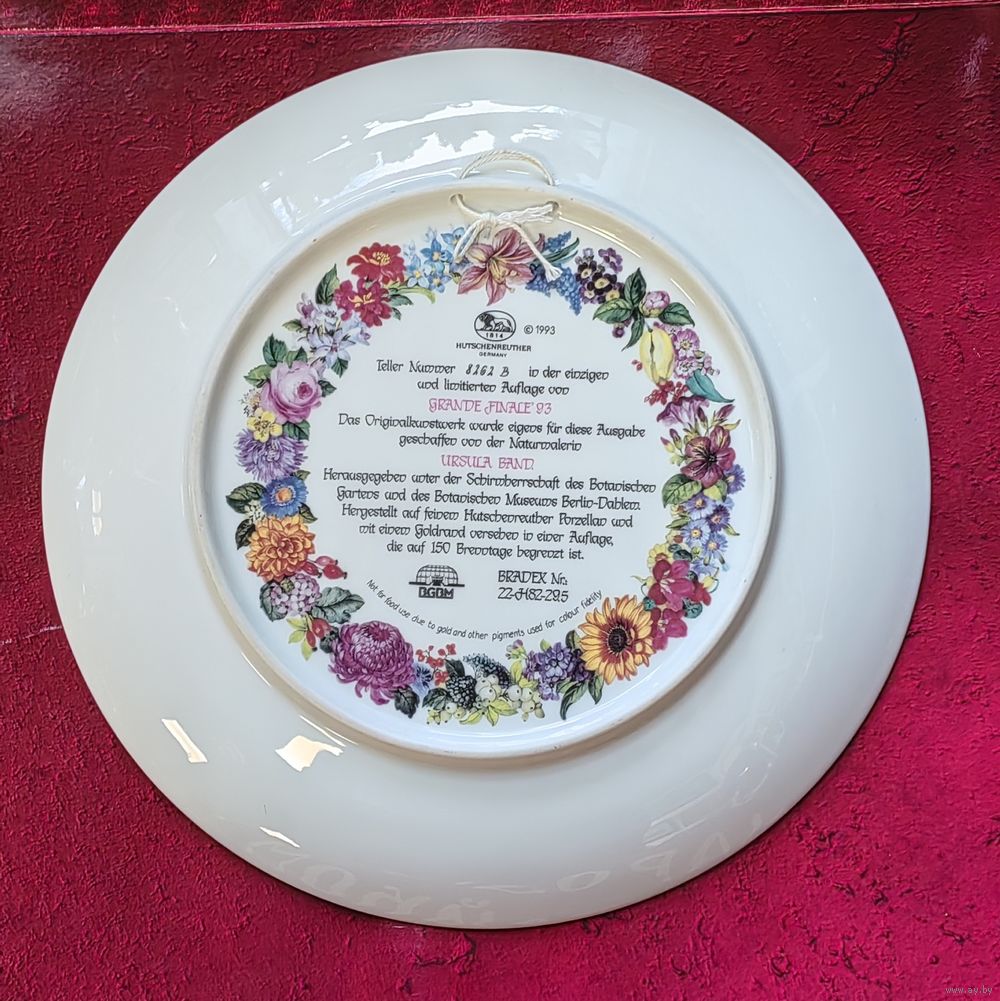 1814
© 1993
HUTSCHENREUTHER
GERMANY
Teller Nummer 8262 B in der einzigen
und limitierten Auflage von
GRANDE FINALE '93
Das Originalkunstwerk wurde eigens für diese Ausgabe
geschaffen von der Naturmalerin
URSULA BAND.
Herausgegeben unter der Schirmherrschaft des Botanischen
Gartens und des Botanischen Museums Berlin-Dahlem.
Hergestellt auf feinem Hutschenreuther Porzellan und
mit einem Goldrand versehen in einer Auflage,
die auf 150 Brenntage begrenzt ist.
BGBM
BRADEX Nr.:
22-H82-29.5
Not for food use due to gold and other pigments used for colour fidelity
www.ay.by